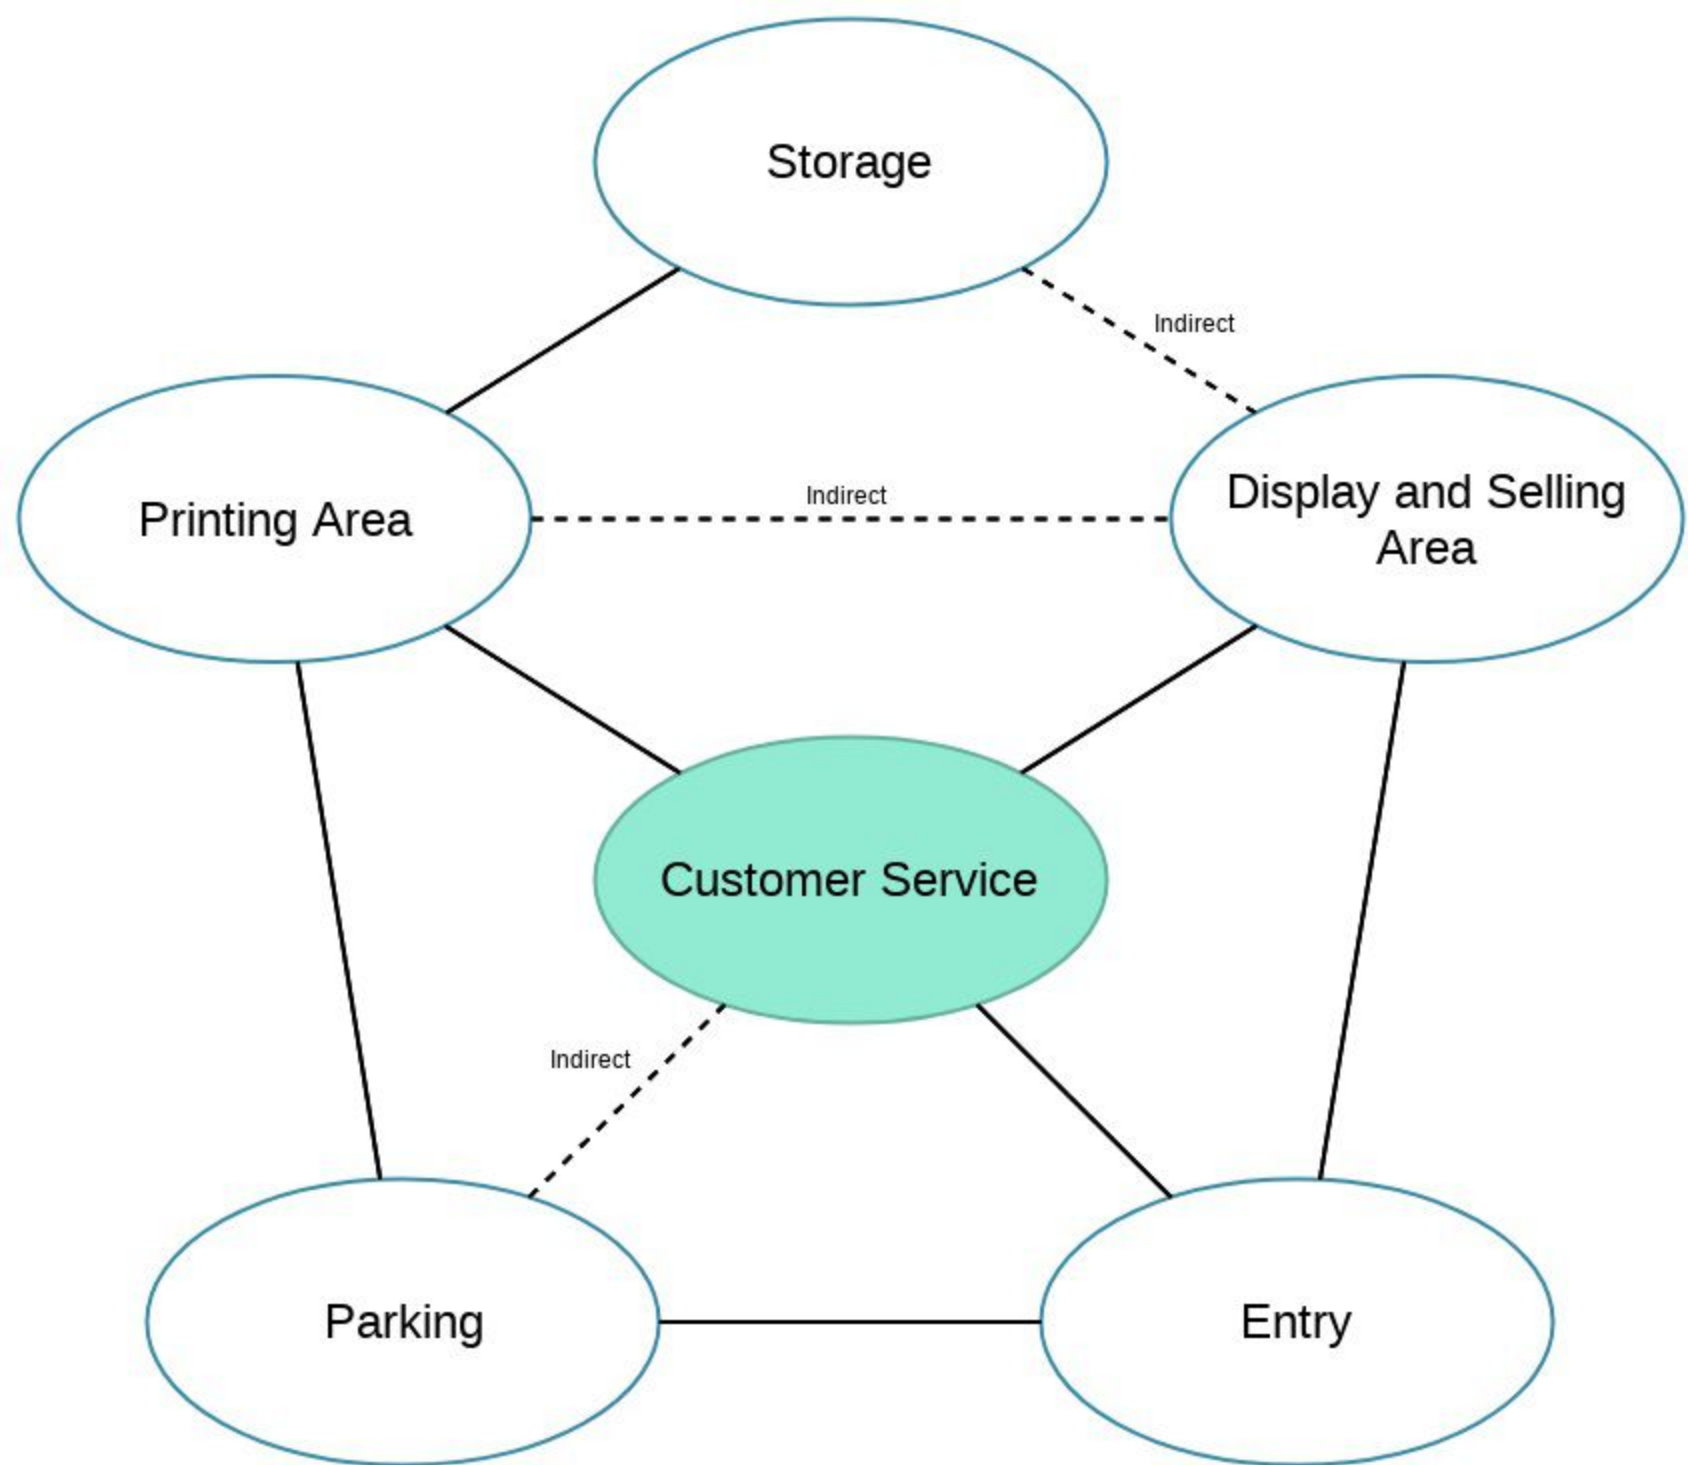 Storage
Indirect
Indirect
Printing Area
Display and Selling
Area
Customer Service
Indirect
Parking
Entry